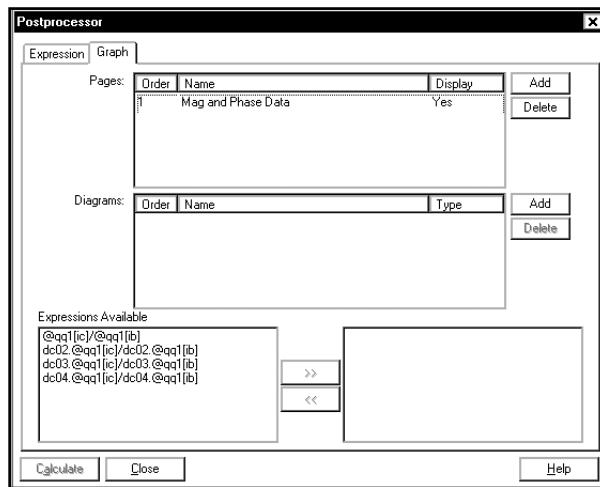 Postprocessor
Expression Graph
Pages: Order Name Display Add
1 Mag and Phase Data Yes Delete
Diagrams: Order Name Type Add
Delete
Expressions Available
@qq1[ic]/@qq1[ib]
dc02.@qq1[ic]/dc02.@qq1[ib]
dc03.@qq1[ic]/dc03.@qq1[ib]
dc04.@qq1[ic]/dc04.@qq1[ib]
>>
<<
Calculate Close Help